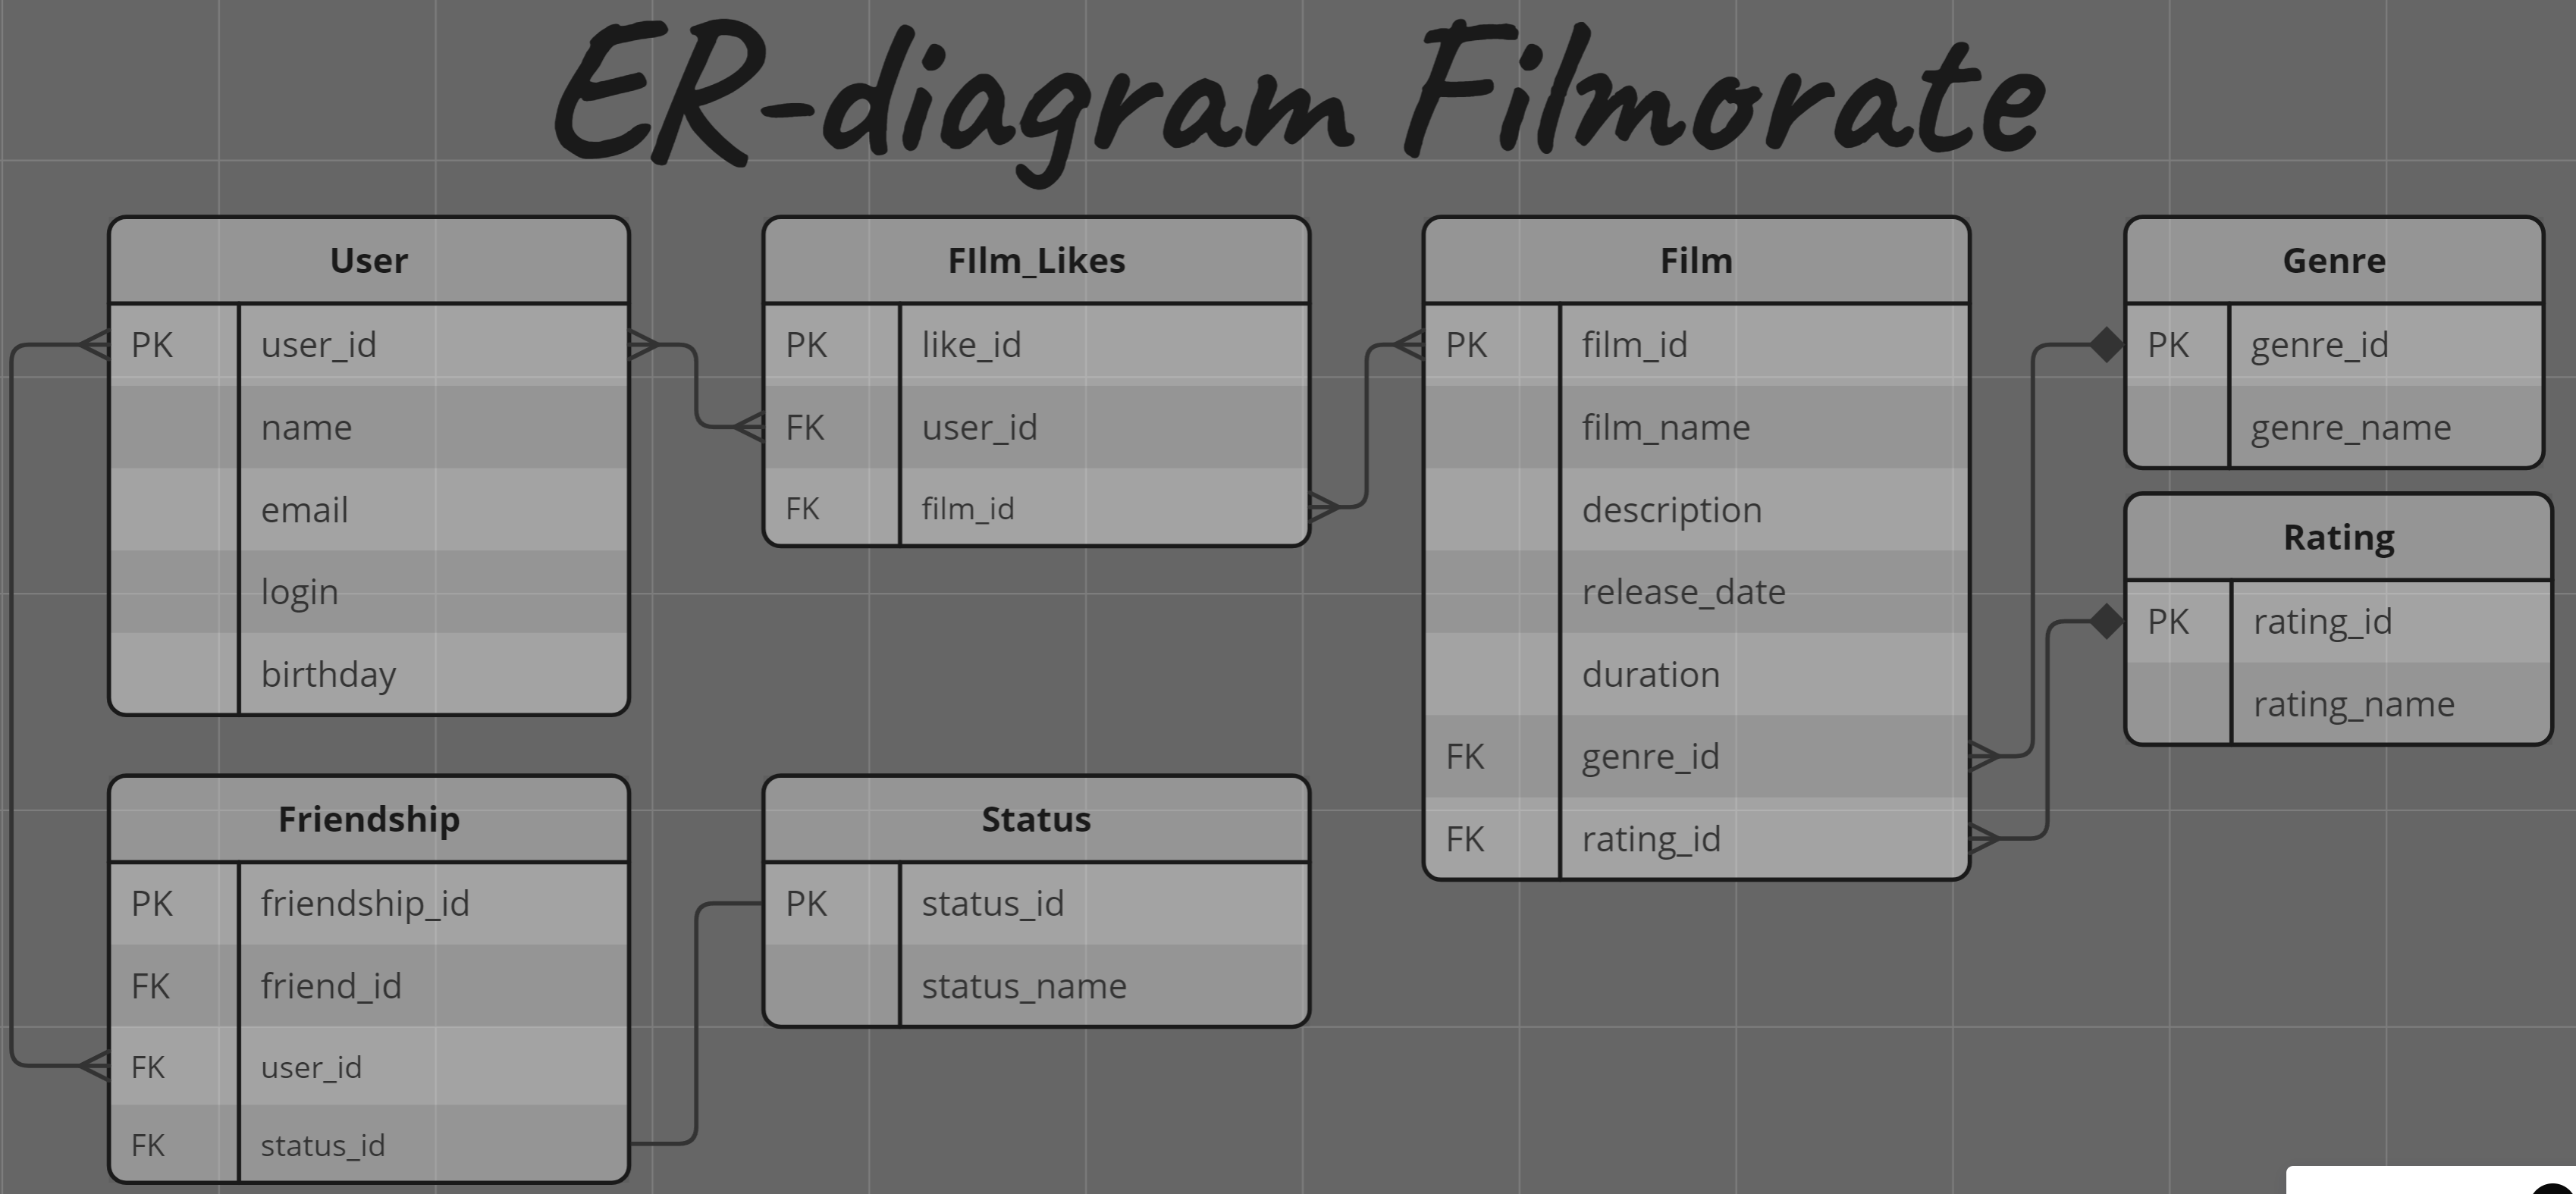 ER-diagram Filmorate
User
PK user_id
name
email
login
birthday
FIlm_Likes
PK like_id
FK user_id
FK film_id
Film
PK film_id
film_name
description
release_date
duration
FK genre_id
FK rating_id
Genre
PK genre_id
genre_name
Rating
PK rating_id
rating_name
Friendship
PK friendship_id
FK friend_id
FK user_id
FK status_id
Status
PK status_id
status_name